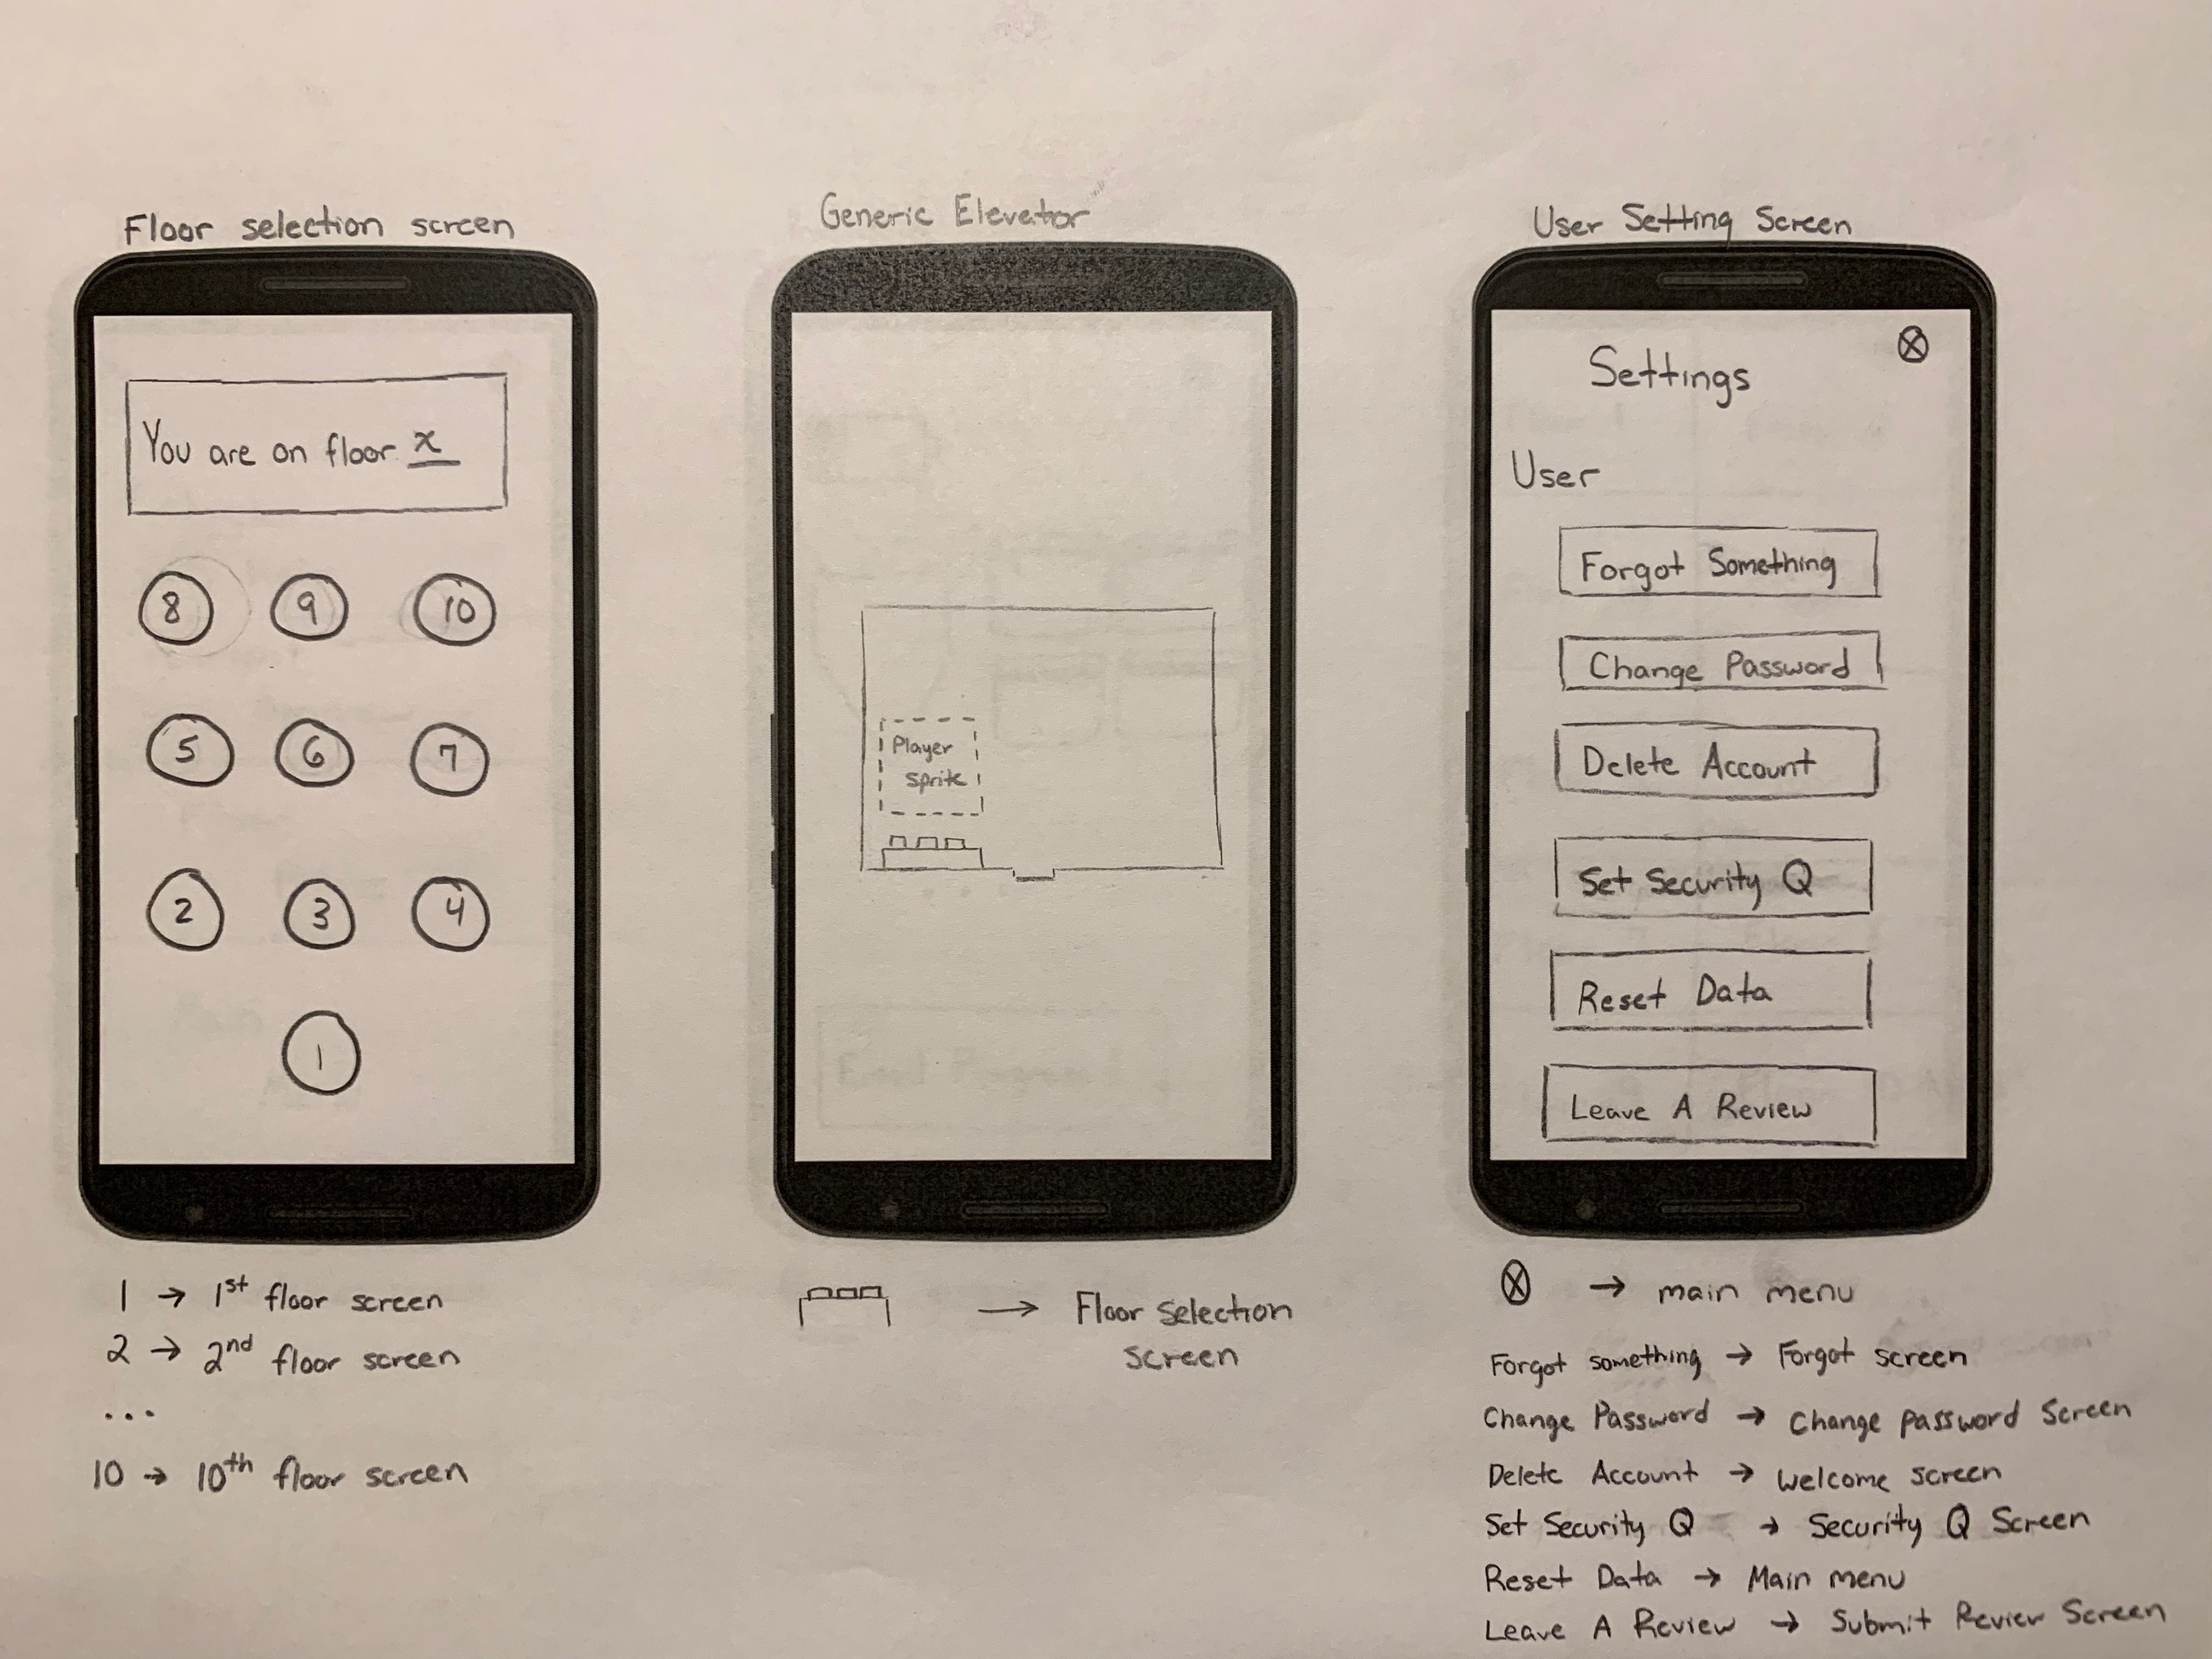 Floor selection screen
You are on floor x
8 9 10
5 6 7
2 3 4
1
1 → 1st floor screen
2 → 2nd floor screen
...
10 → 10th floor screen
Generic Elevator
Player
Sprite
→ Floor selection
screen
User Setting Screen
Settings
User
Forgot Something
Change Password
Delete Account
Set Security Q
Reset Data
Leave A Review
ⓧ → main menu
Forgot something → Forgot screen
Change Password → Change password Screen
Delete Account → Welcome screen
Set Security Q → Security Q Screen
Reset Data → Main menu
Leave A Review → Submit Review Screen